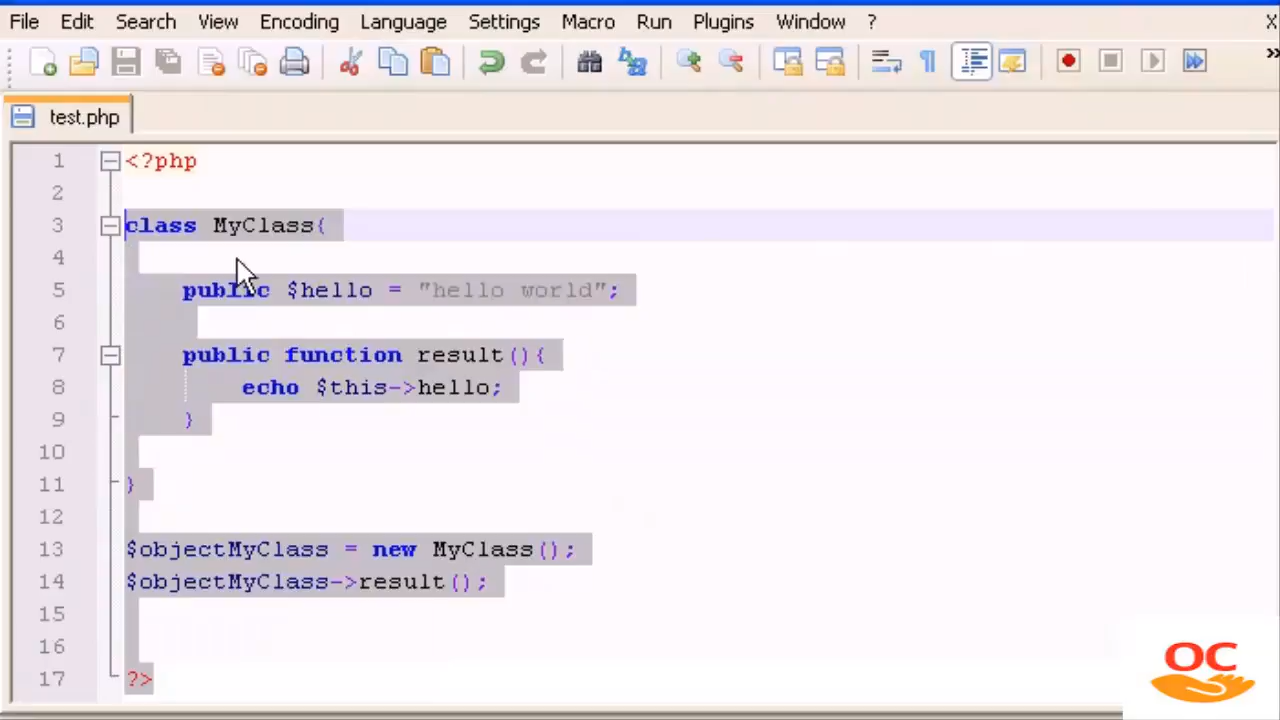 File Edit Search View Encoding Language Settings Macro Run Plugins Window ? X
test.php
1 <?php
2
3 class MyClass{
4
5 public $hello = "hello world";
6
7 public function result(){
8 echo $this->hello;
9 }
10
11 }
12
13 $objectMyClass = new MyClass();
14 $objectMyClass->result();
15
16
17 ?>
OC